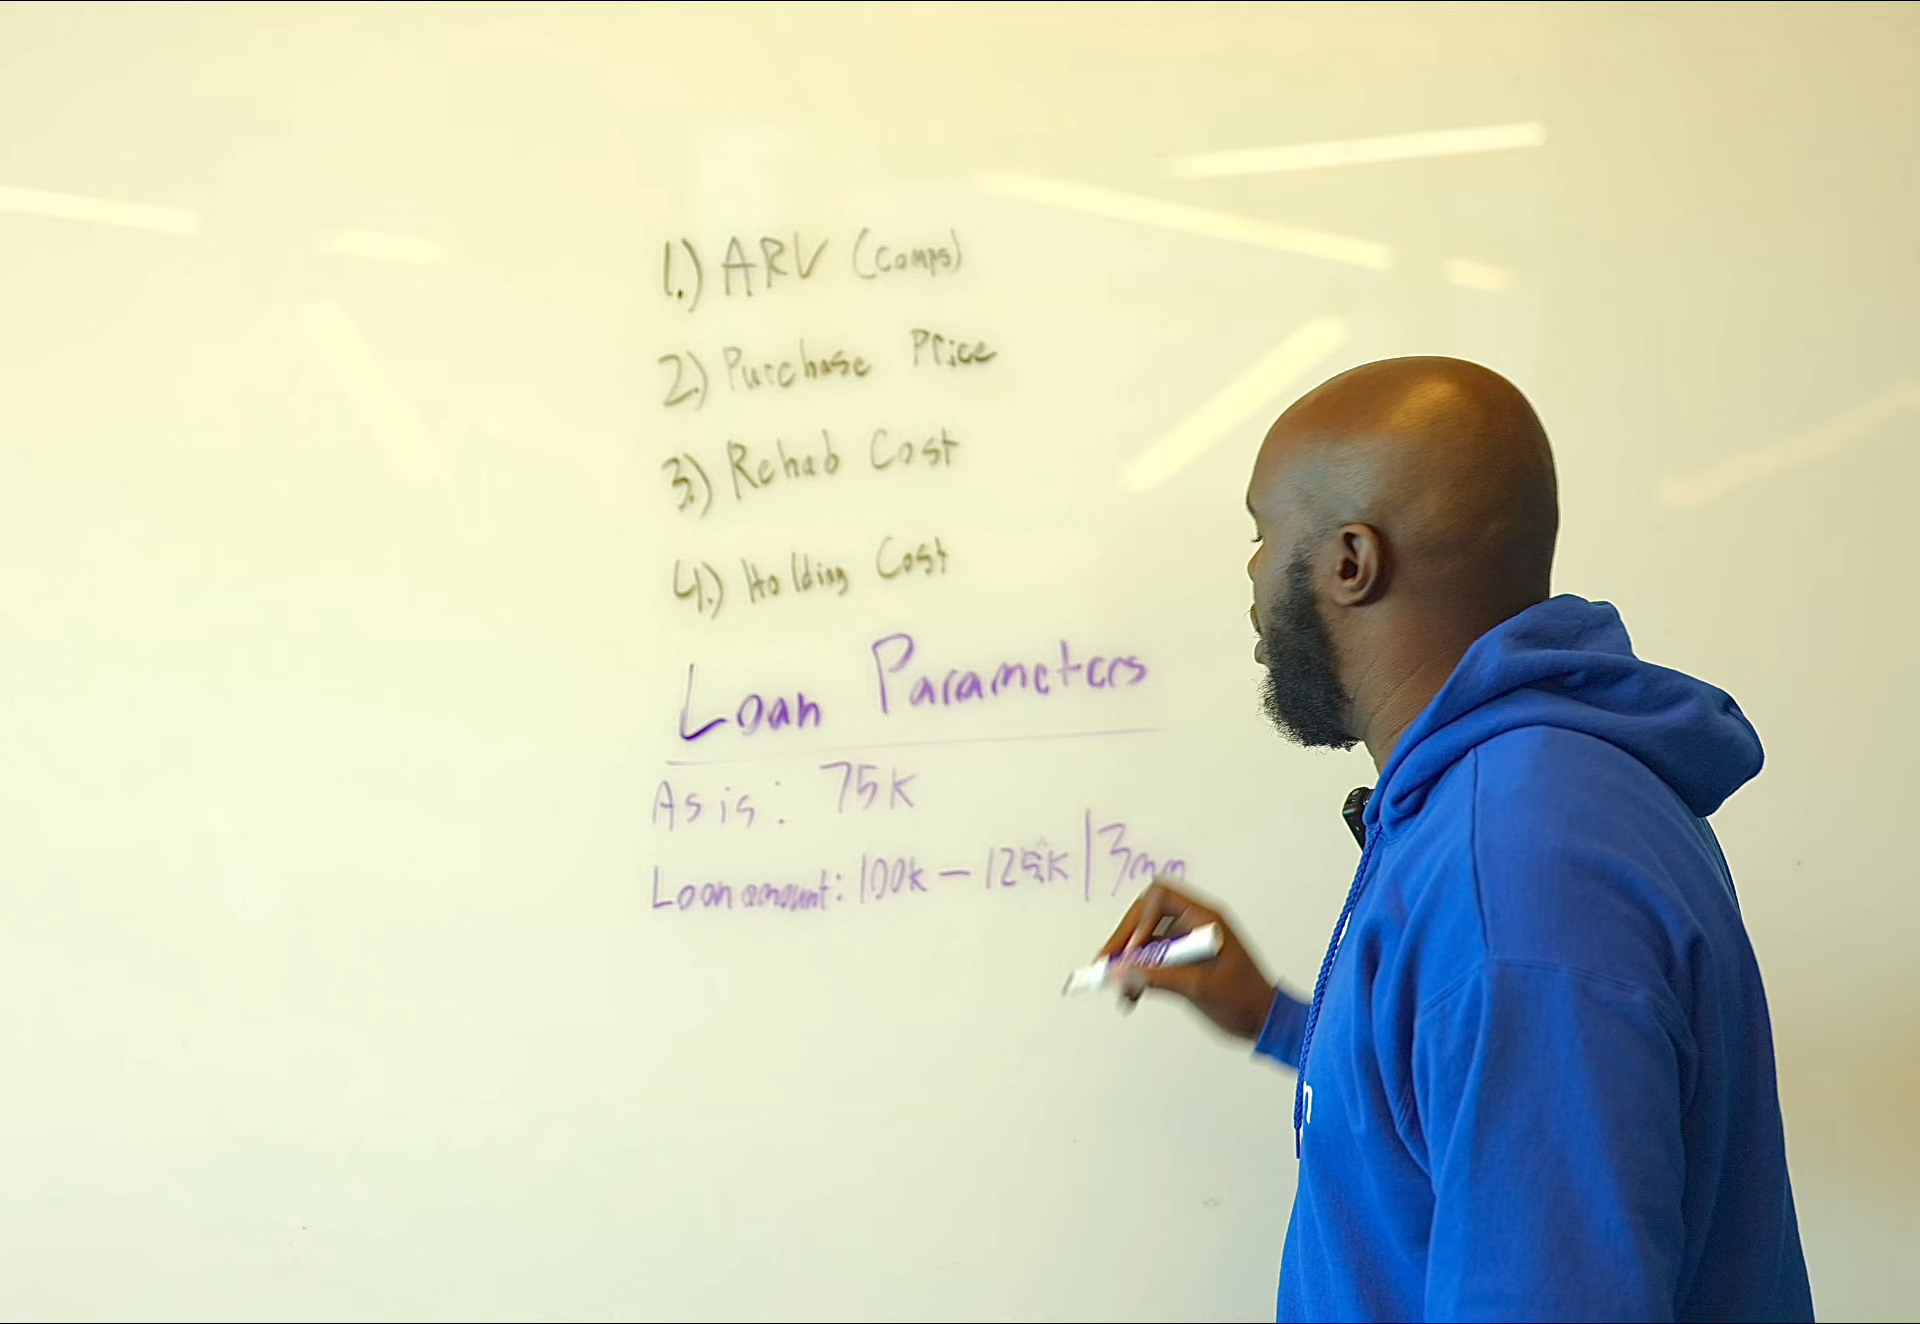 1.) ARV (comps)
2.) Purchase Price
3.) Rehab Cost
4.) Holding Cost
Loan Parameters
As is: 75K
Loan amount: 100k - 125K | 3mm